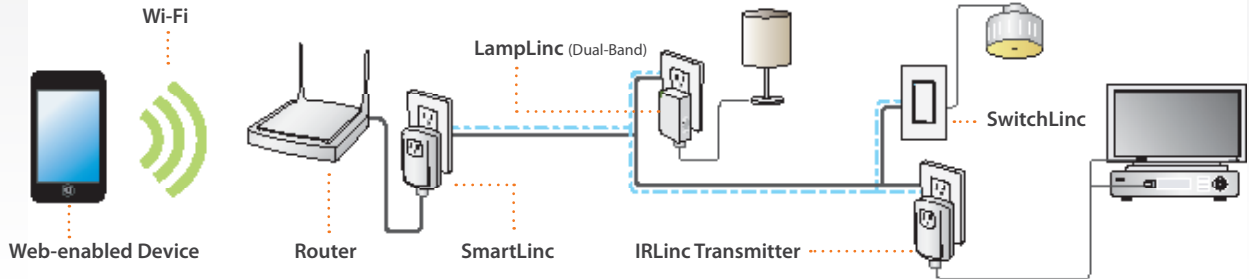 Wi-Fi
LampLinc (Dual-Band)
SwitchLinc
Web-enabled Device
Router
SmartLinc
IRLinc Transmitter